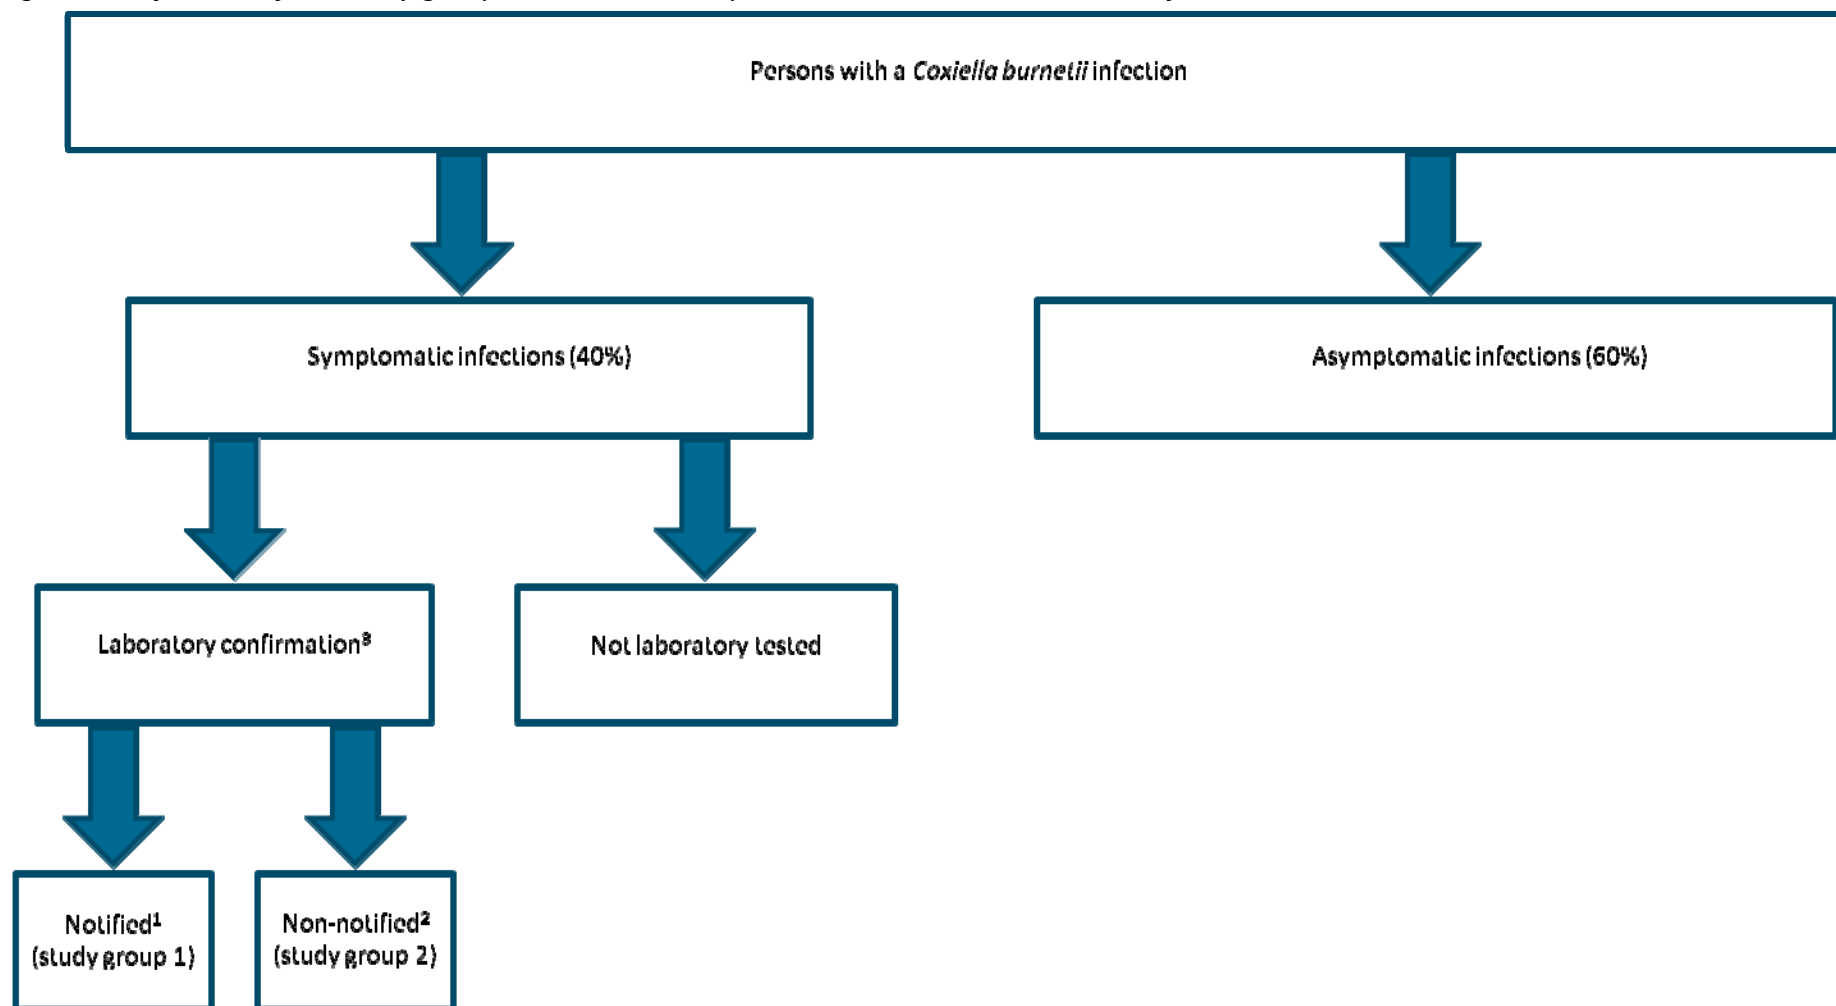 Persons with a Coxiella burnetii infection
Symptomatic infections (40%)
Asymptomatic infections (60%)
Laboratory confirmation³
Not laboratory tested
Notified¹
(study group 1)
Non-notified²
(study group 2)